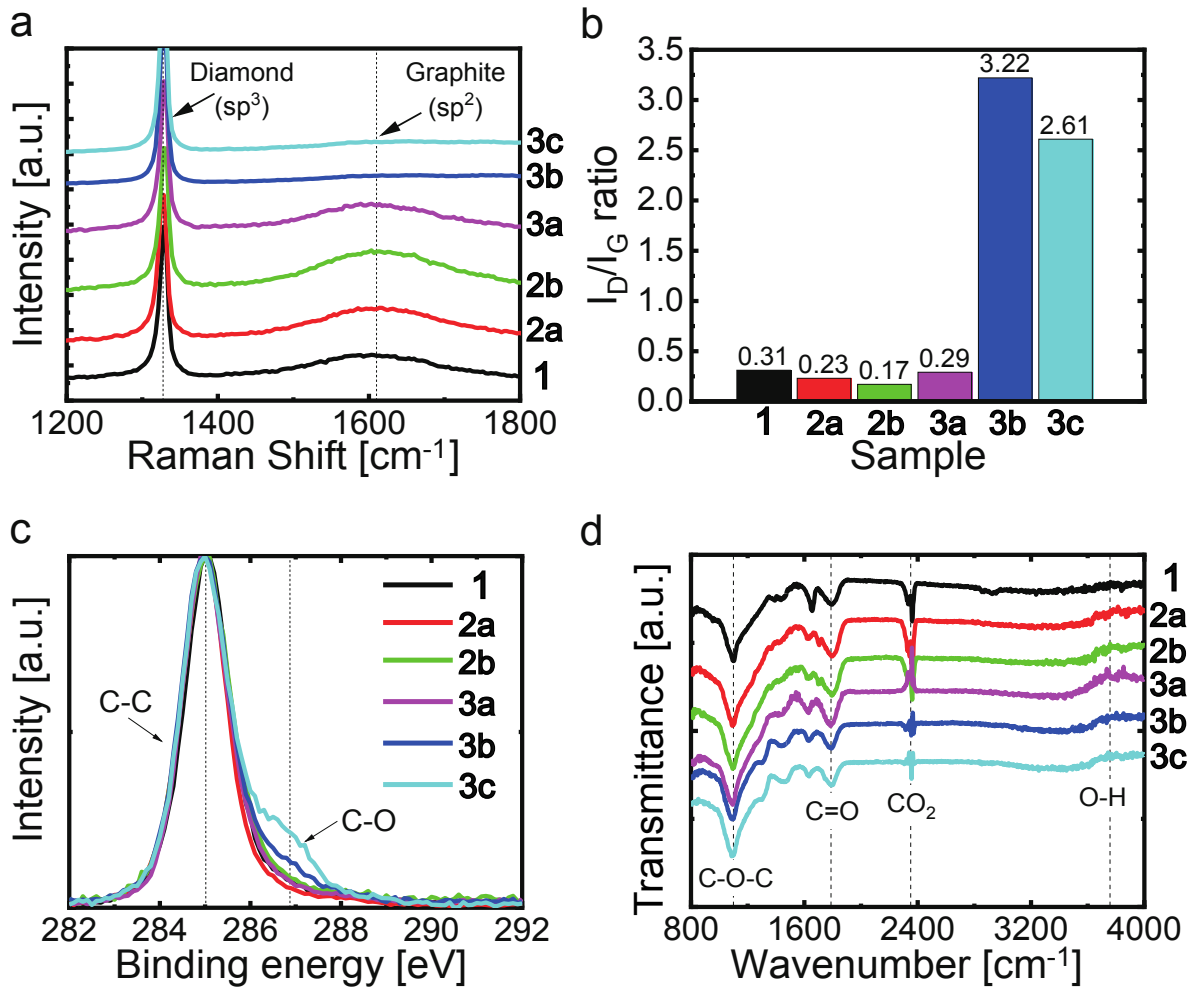 a
Intensity [a.u.]
Diamond
(sp³)
Graphite
(sp²)
3c
3b
3a
2b
2a
1
1200 1400 1600 1800
Raman Shift [cm⁻¹]
b
I_D/I_G ratio
3.5
3.0
2.5
2.0
1.5
1.0
0.5
0.0
0.31 0.23 0.17 0.29 3.22 2.61
1 2a 2b 3a 3b 3c
Sample
c
Intensity [a.u.]
C-C
C-O
1
2a
2b
3a
3b
3c
282 284 286 288 290 292
Binding energy [eV]
d
Transmittance [a.u.]
1
2a
2b
3a
3b
3c
C-O-C
C=O
CO₂
O-H
800 1600 2400 3200 4000
Wavenumber [cm⁻¹]